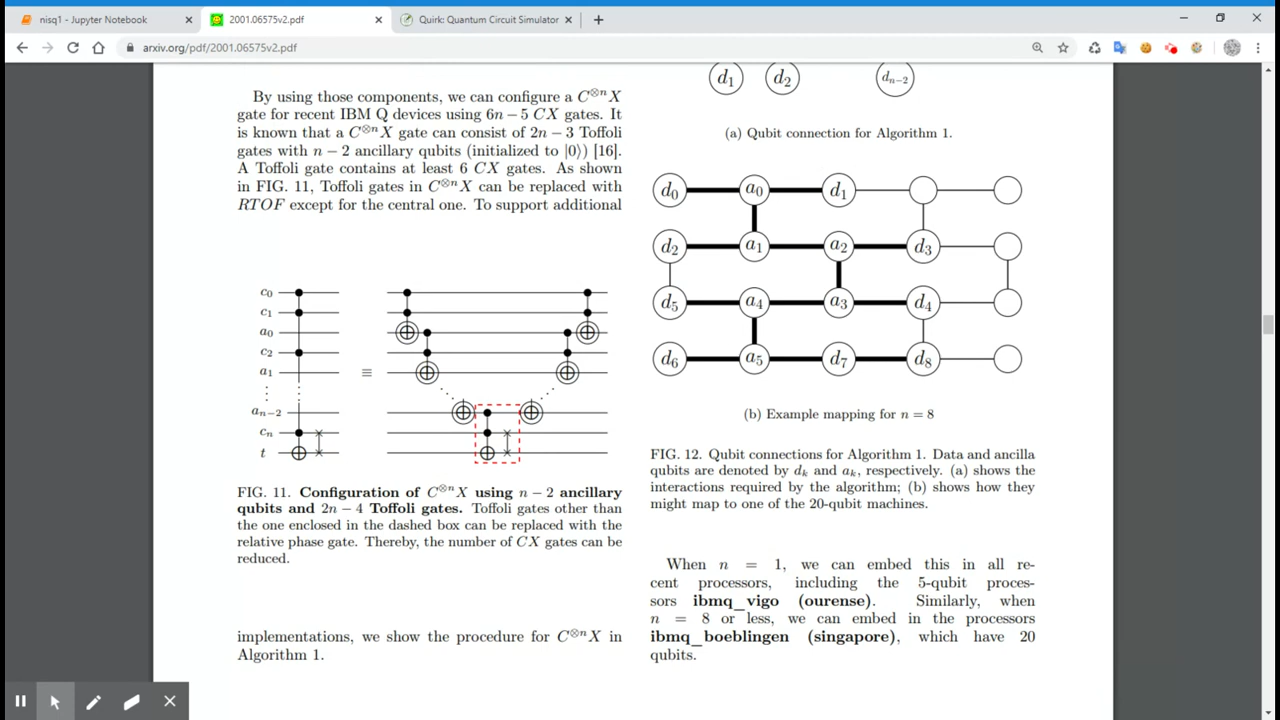 nisq1 - Jupyter Notebook
2001.06575v2.pdf
Quirk: Quantum Circuit Simulator
arxiv.org/pdf/2001.06575v2.pdf
By using those components, we can configure a C⊗nX
gate for recent IBM Q devices using 6n − 5 CX gates. It
is known that a C⊗nX gate can consist of 2n − 3 Toffoli
gates with n − 2 ancillary qubits (initialized to |0⟩) [16].
A Toffoli gate contains at least 6 CX gates. As shown
in FIG. 11, Toffoli gates in C⊗nX can be replaced with
RTOF except for the central one. To support additional
c0
c1
a0
c2
a1
⋮ ⋮
an−2
cn
t
≡
FIG. 11. Configuration of C⊗nX using n − 2 ancillary
qubits and 2n − 4 Toffoli gates. Toffoli gates other than
the one enclosed in the dashed box can be replaced with the
relative phase gate. Thereby, the number of CX gates can be
reduced.
implementations, we show the procedure for C⊗nX in
Algorithm 1.
d1 d2 dn−2
(a) Qubit connection for Algorithm 1.
d0 a0 d1
d2 a1 a2 d3
d5 a4 a3 d4
d6 a5 d7 d8
(b) Example mapping for n = 8
FIG. 12. Qubit connections for Algorithm 1. Data and ancilla
qubits are denoted by dk and ak, respectively. (a) shows the
interactions required by the algorithm; (b) shows how they
might map to one of the 20-qubit machines.
When n = 1, we can embed this in all re-
cent processors, including the 5-qubit proces-
sors ibmq_vigo (ourense). Similarly, when
n = 8 or less, we can embed in the processors
ibmq_boeblingen (singapore), which have 20
qubits.